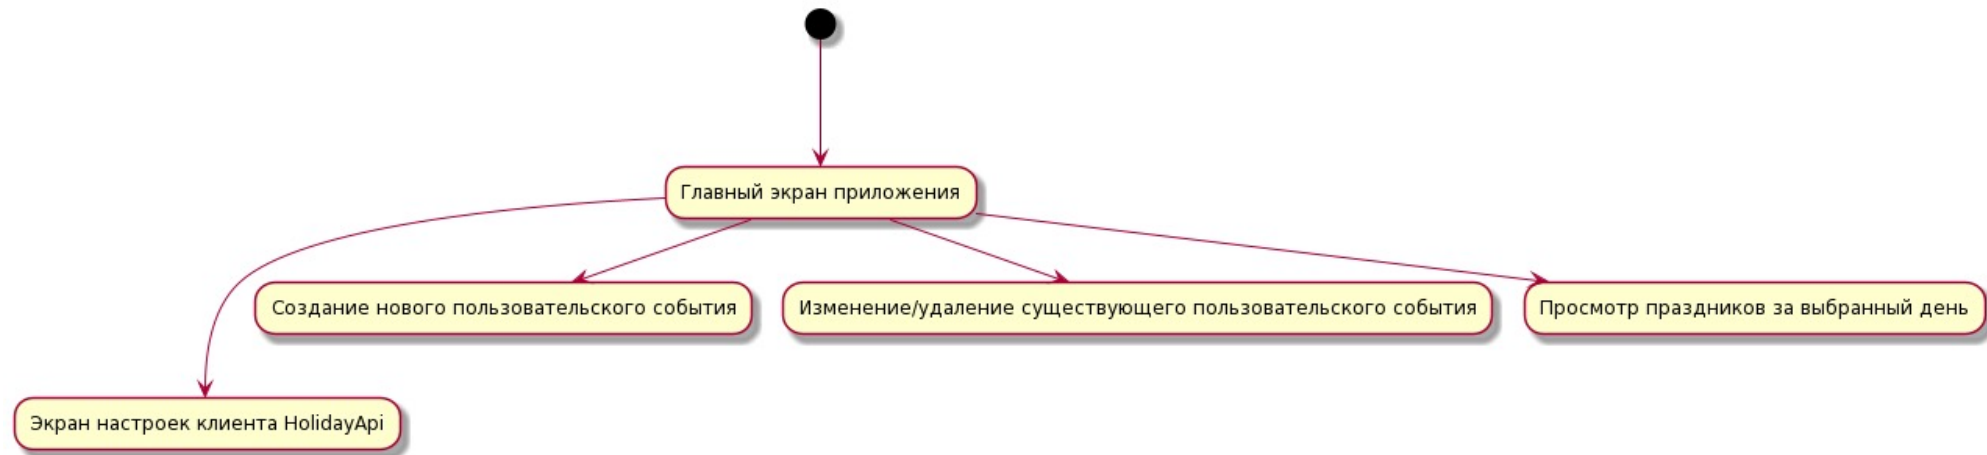 Главный экран приложения
Создание нового пользовательского события
Изменение/удаление существующего пользовательского события
Просмотр праздников за выбранный день
Экран настроек клиента HolidayApi